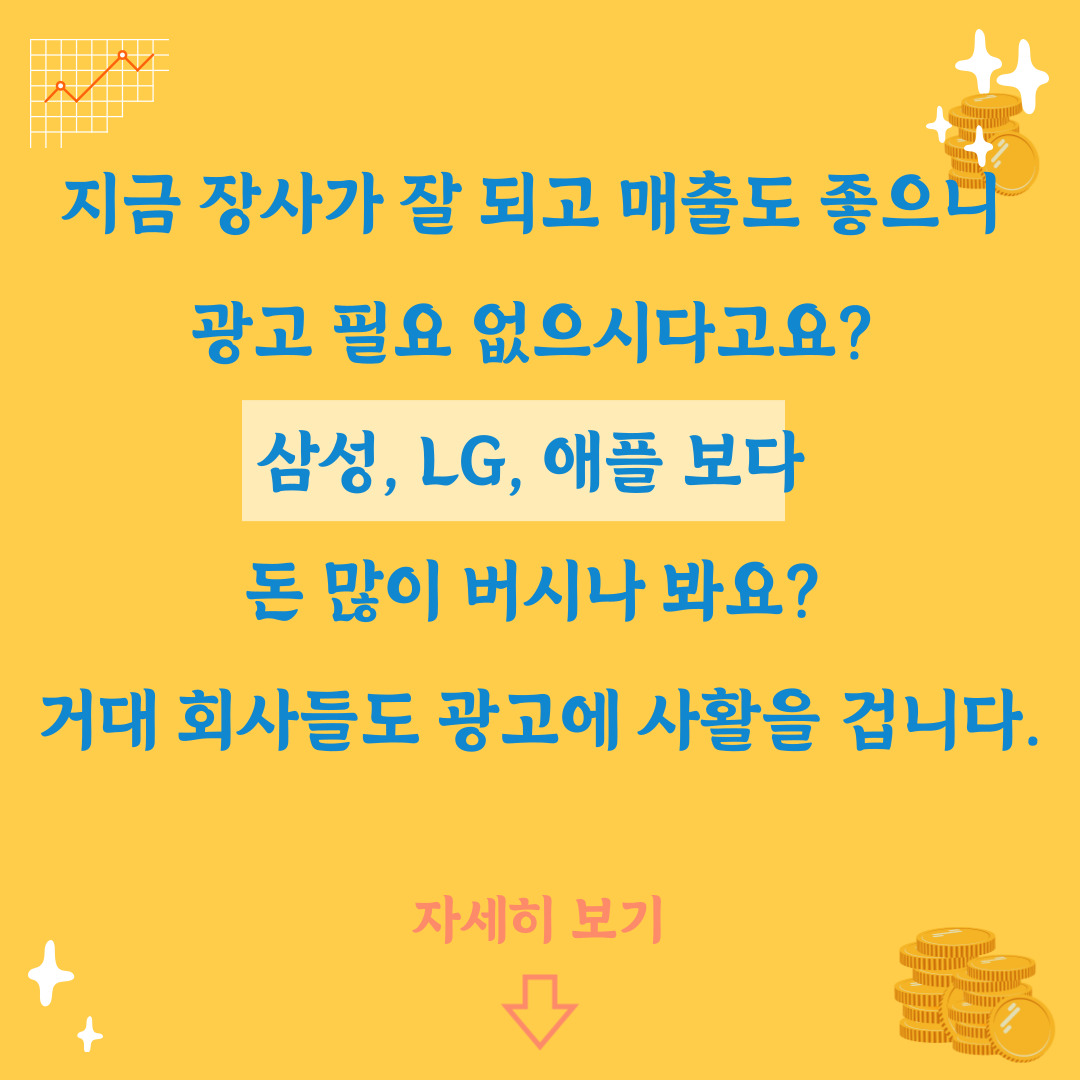 지금 장사가 잘 되고 매출도 좋으니
광고 필요 없으시다고요?
삼성, LG, 애플 보다
돈 많이 버시나 봐요?
거대 회사들도 광고에 사활을 겁니다.
자세히 보기